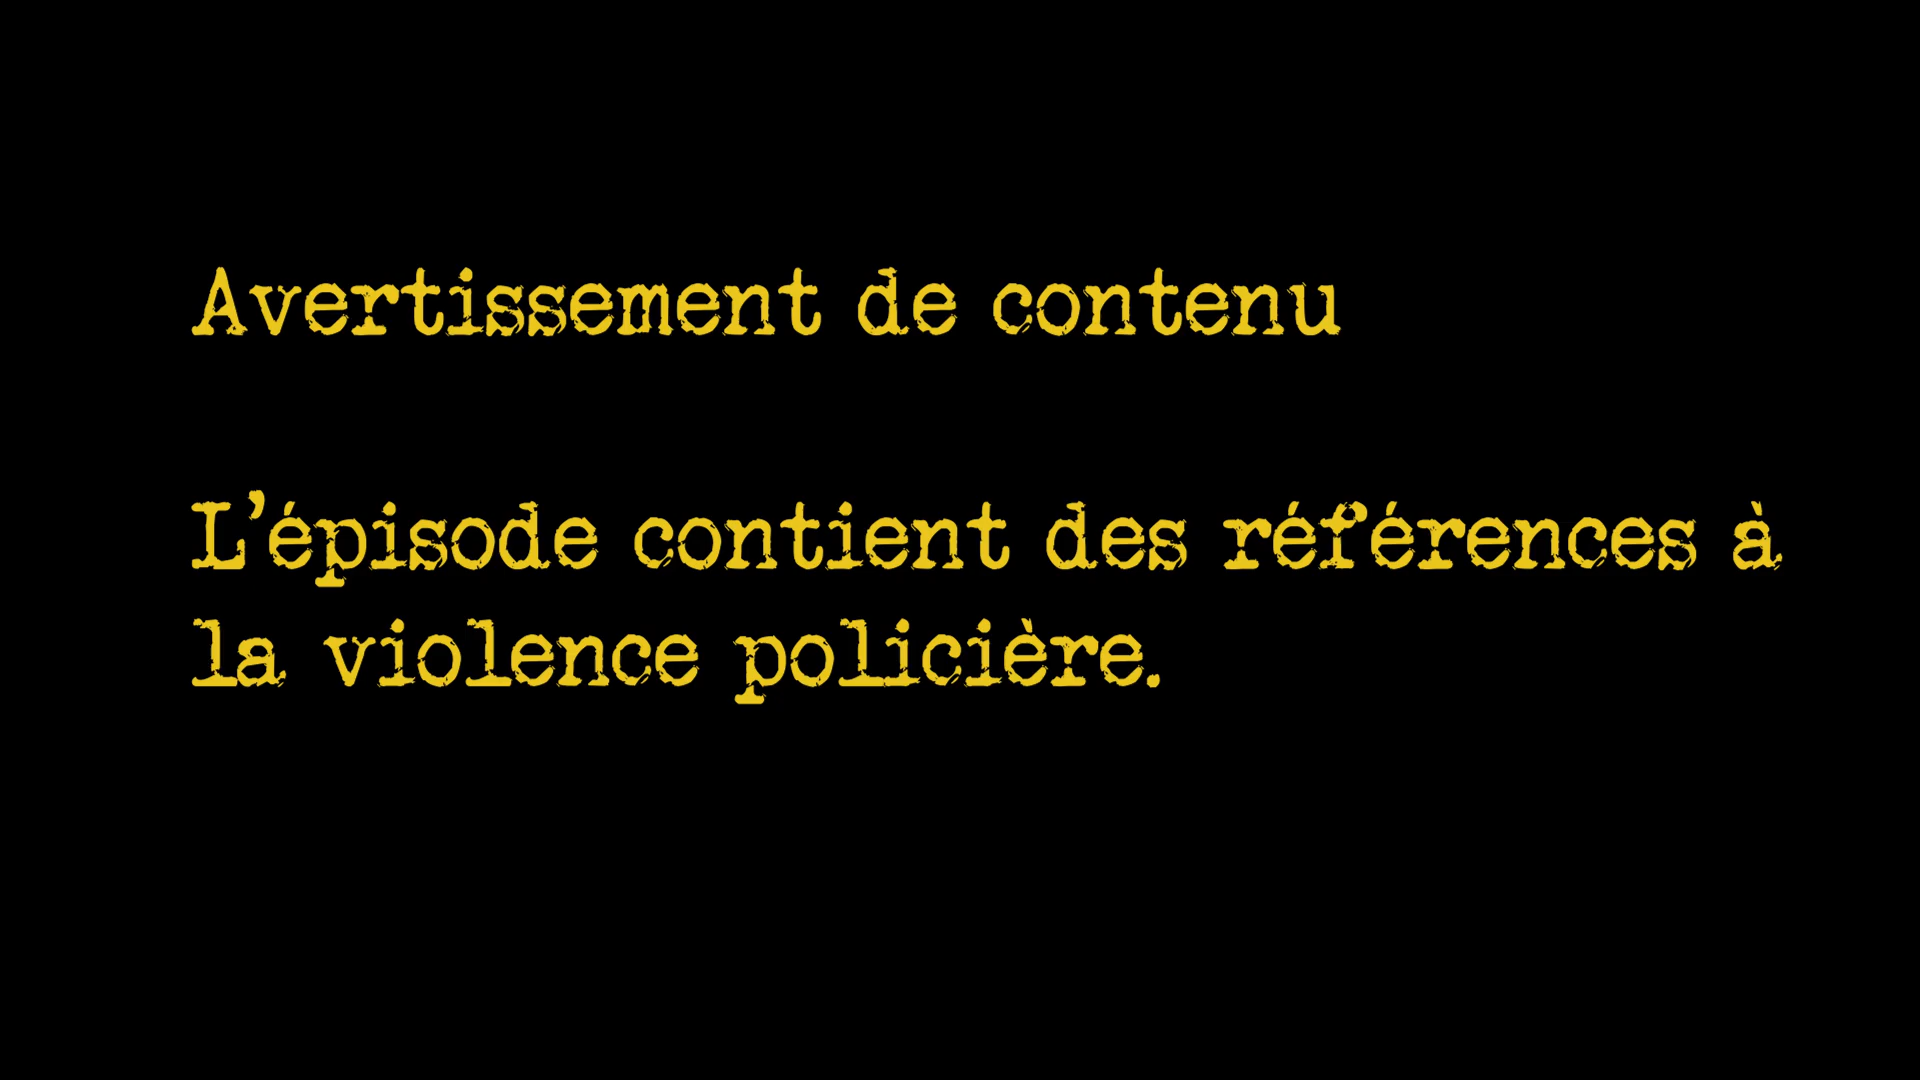 Avertissement de contenu
L’épisode contient des références à
la violence policière.